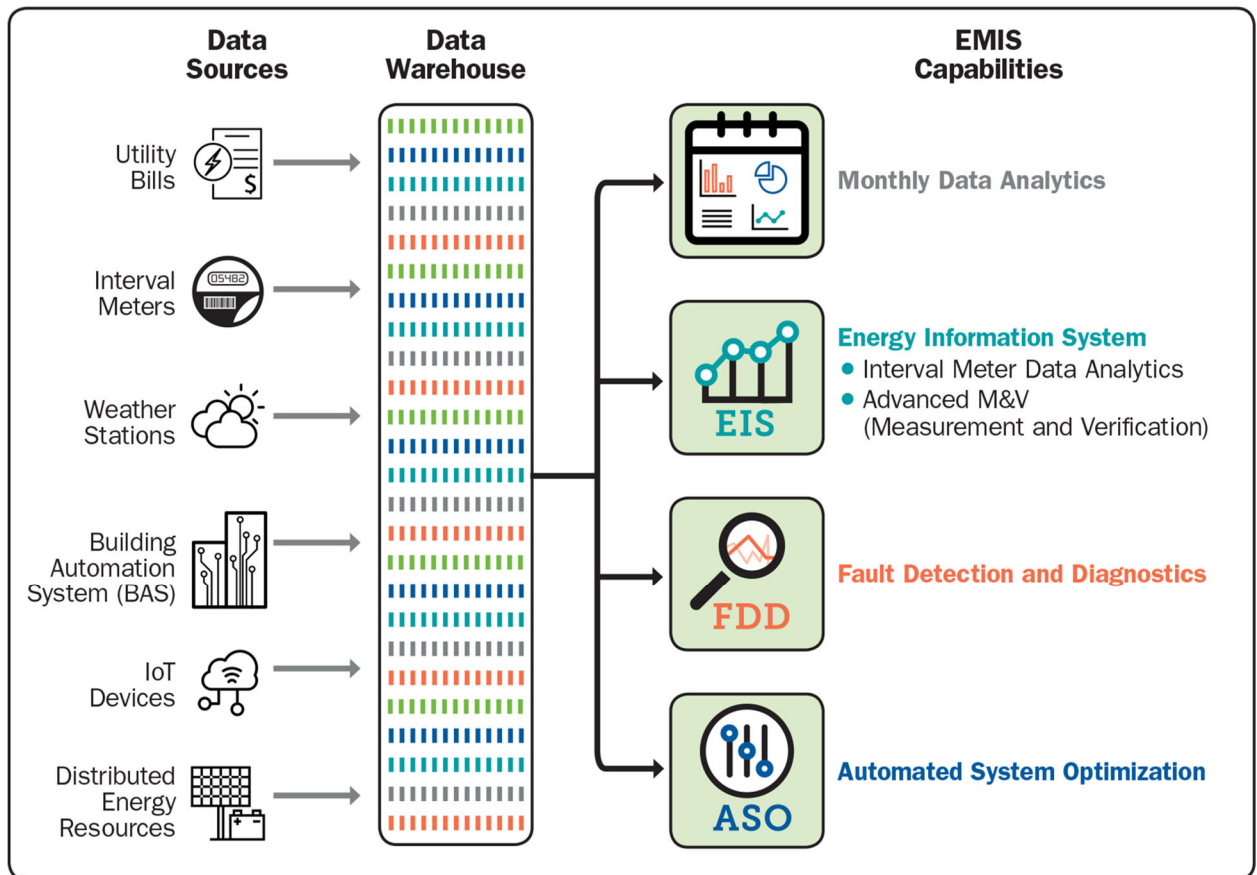 Data
Sources
Data
Warehouse
EMIS
Capabilities
Utility
Bills
$
Interval
Meters
05482
Weather
Stations
Building
Automation
System (BAS)
IoT
Devices
Distributed
Energy
Resources
Monthly Data Analytics
EIS
Energy Information System
Interval Meter Data Analytics
Advanced M&V
(Measurement and Verification)
FDD
Fault Detection and Diagnostics
ASO
Automated System Optimization